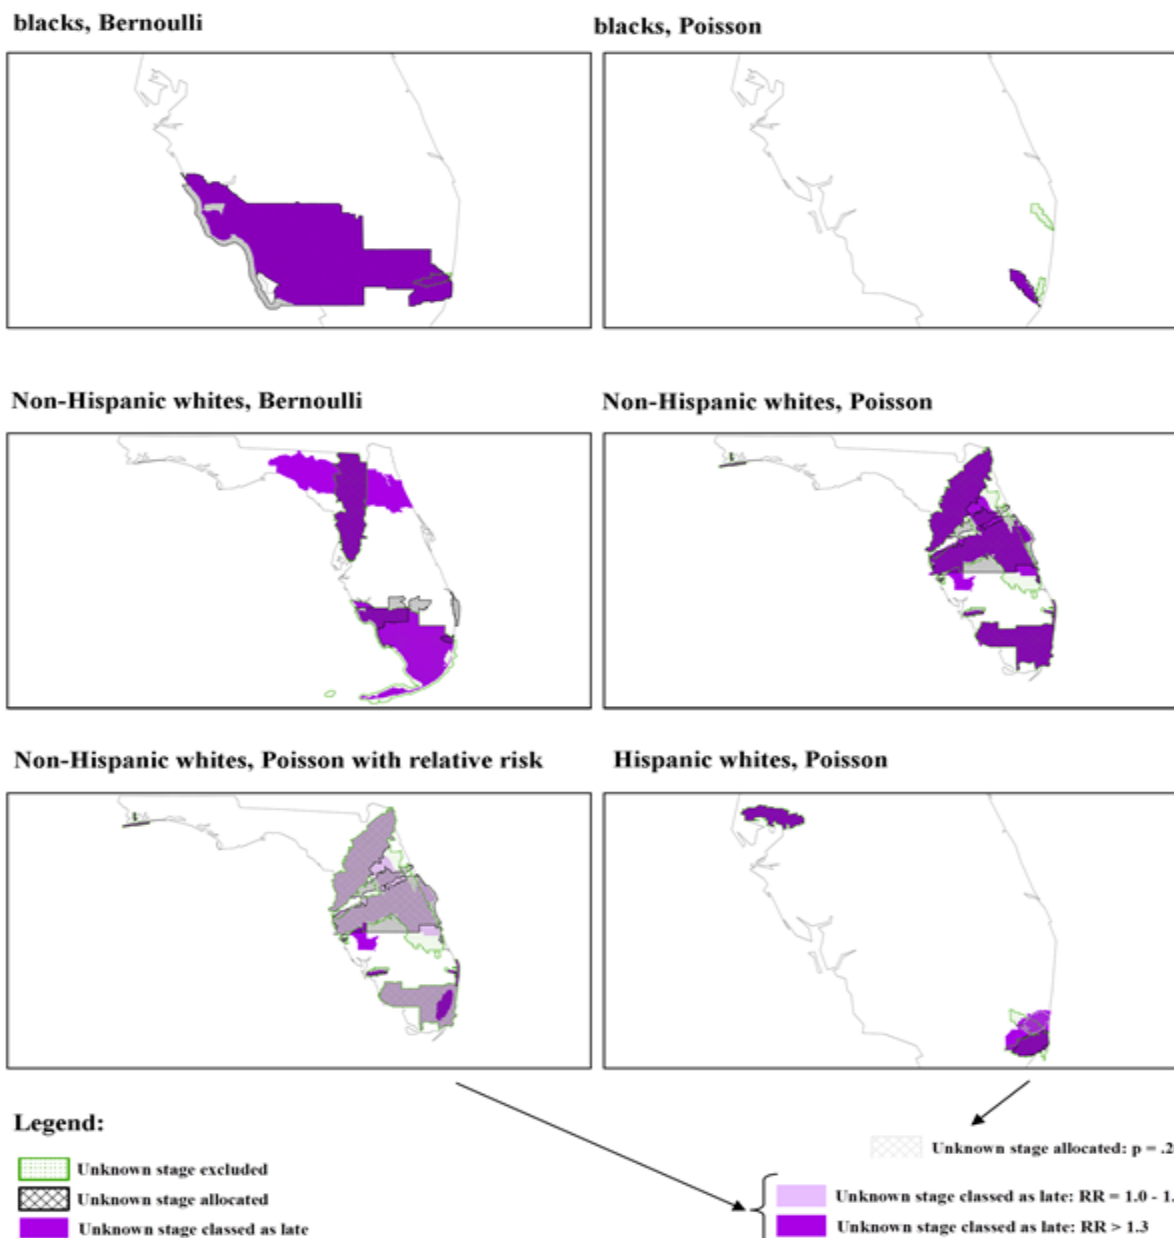 blacks, Bernoulli
blacks, Poisson
Non-Hispanic whites, Bernoulli
Non-Hispanic whites, Poisson
Non-Hispanic whites, Poisson with relative risk
Hispanic whites, Poisson
Legend:
Unknown stage excluded
Unknown stage allocated
Unknown stage classed as late
Unknown stage allocated: p = .2
Unknown stage classed as late: RR = 1.0 - 1.
Unknown stage classed as late: RR > 1.3